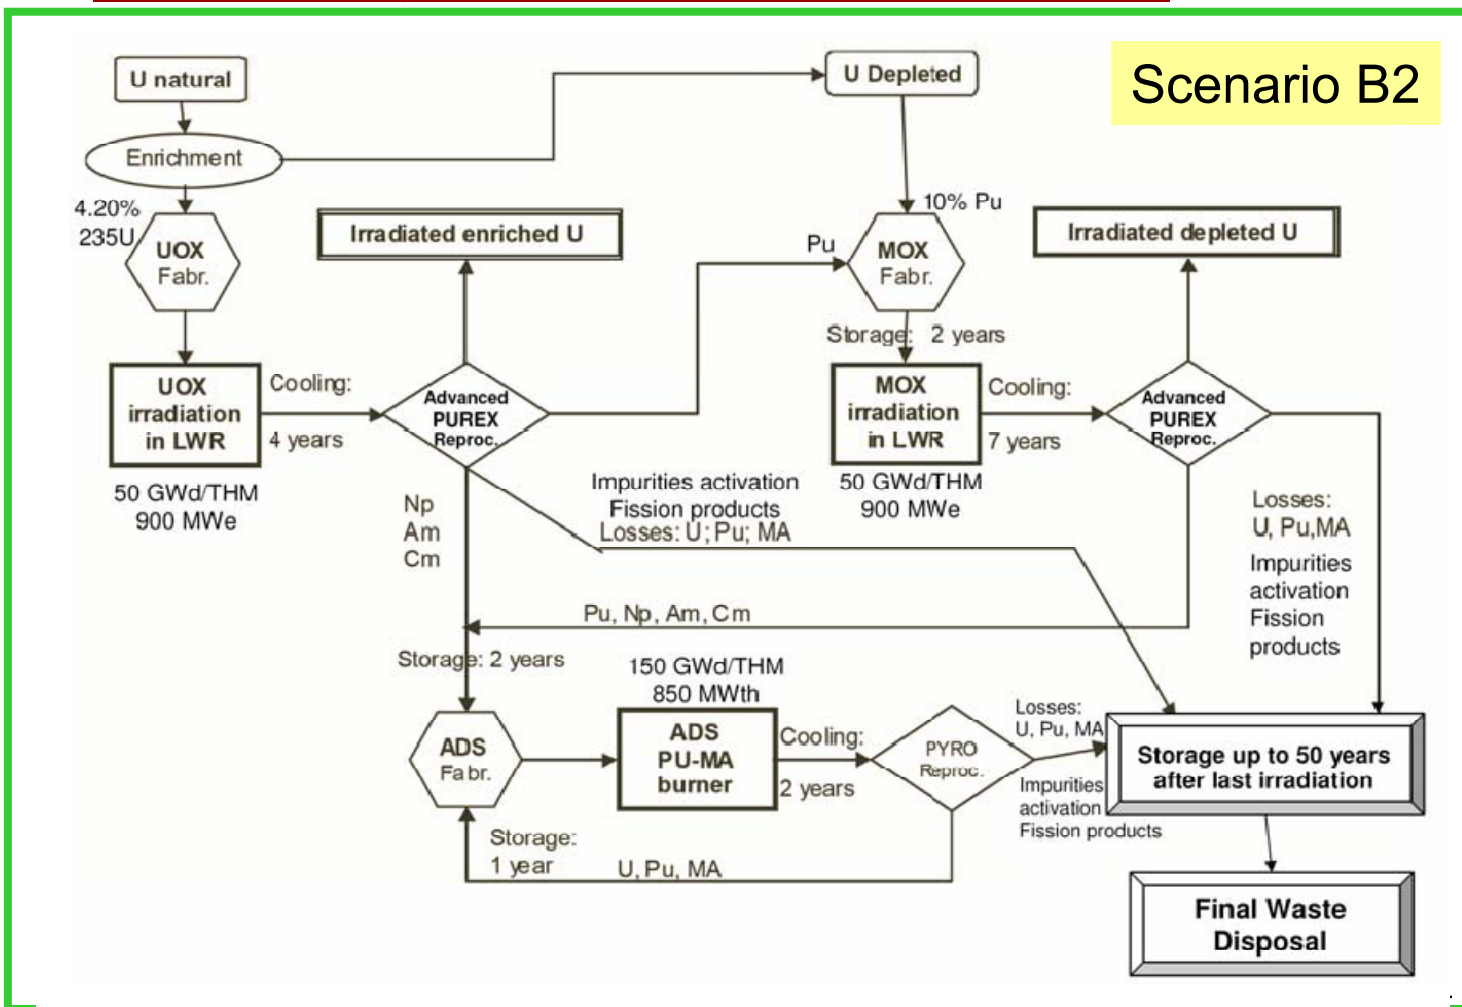 Scenario B2
U natural
U Depleted
Enrichment
4.20%
235U
UOX
Fabr.
Irradiated enriched U
10% Pu
Pu
MOX
Fabr.
Irradiated depleted U
Storage: 2 years
UOX
irradiation
in LWR
Cooling:
4 years
Advanced
PUREX
Reproc.
MOX
irradiation
in LWR
Cooling:
7 years
Advanced
PUREX
Reproc.
50 GWd/THM
900 MWe
Np
Am
Cm
Impurities activation
Fission products
Losses: U; Pu; MA
50 GWd/THM
900 MWe
Losses:
U, Pu,MA
Impurities
activation
Fission
products
Pu, Np, Am, Cm
Storage: 2 years
150 GWd/THM
850 MWth
ADS
Fabr.
ADS
PU-MA
burner
Cooling:
2 years
PYRO
Reproc.
Losses:
U, Pu, MA
Impurities
activation
Fission products
Storage up to 50 years
after last irradiation
Storage:
1 year
U, Pu, MA.
Final Waste
Disposal